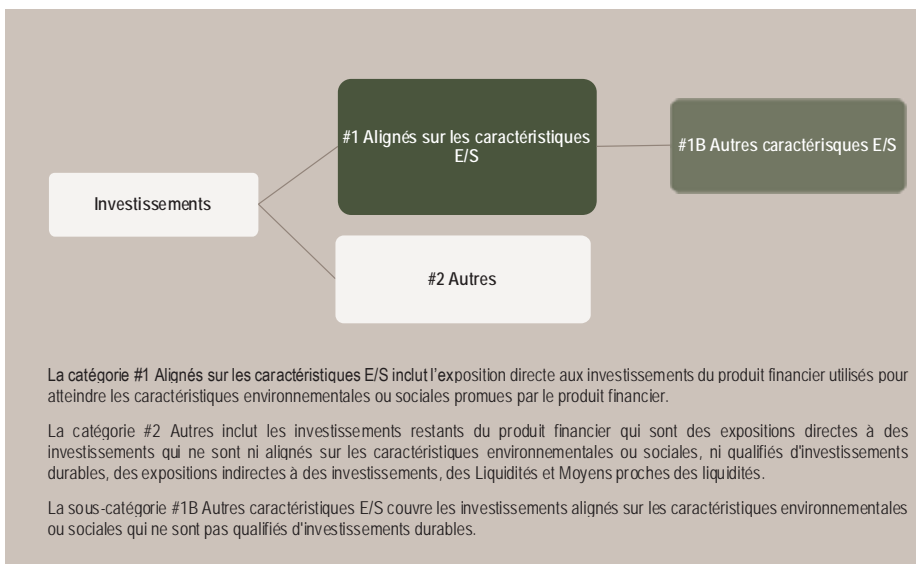 #1 Alignés sur les caractéristiques
E/S
#1B Autres caractérisques E/S
Investissements
#2 Autres
La catégorie #1 Alignés sur les caractéristiques E/S inclut l'exposition directe aux investissements du produit financier utilisés pour
atteindre les caractéristiques environnementales ou sociales promues par le produit financier.
La catégorie #2 Autres inclut les investissements restants du produit financier qui sont des expositions directes à des
investissements qui ne sont ni alignés sur les caractéristiques environnementales ou sociales, ni qualifiés d'investissements
durables, des expositions indirectes à des investissements, des Liquidités et Moyens proches des liquidités.
La sous-catégorie #1B Autres caractéristiques E/S couvre les investissements alignés sur les caractéristiques environnementales
ou sociales qui ne sont pas qualifiés d'investissements durables.